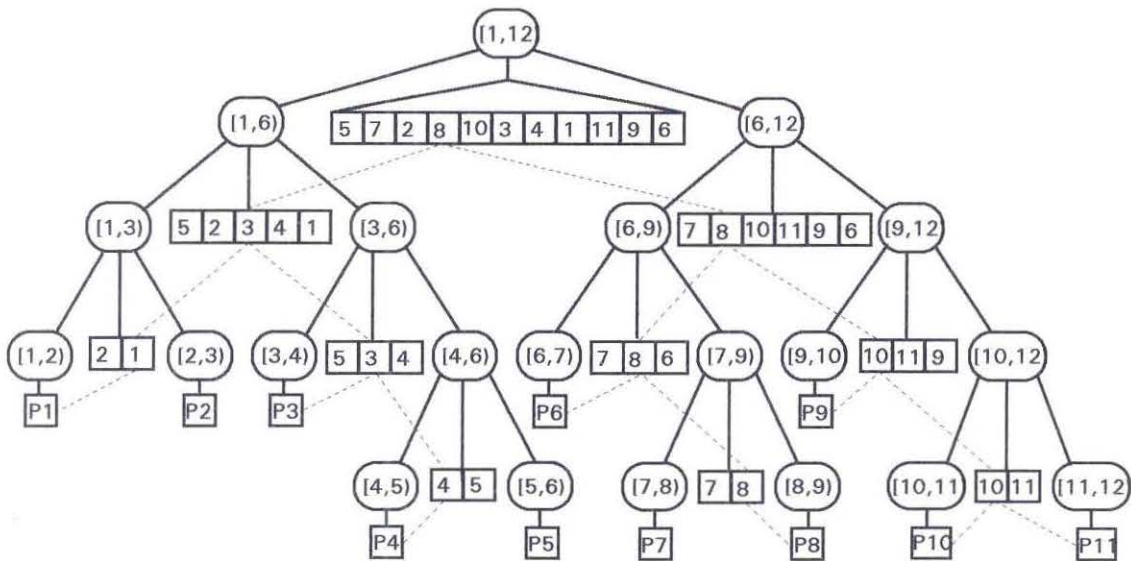 [1,12)
[1,6) 5 7 2 8 10 3 4 1 11 9 6 [6,12)
[1,3) 5 2 3 4 1 [3,6) [6,9) 7 8 10 11 9 6 [9,12)
[1,2) 2 1 [2,3) [3,4) 5 3 4 [4,6) [6,7) 7 8 6 [7,9) [9,10) 10 11 9 [10,12)
P1 P2 P3 P6 P9
[4,5) 4 5 [5,6) [7,8) 7 8 [8,9) [10,11) 10 11 [11,12)
P4 P5 P7 P8 P10 P11